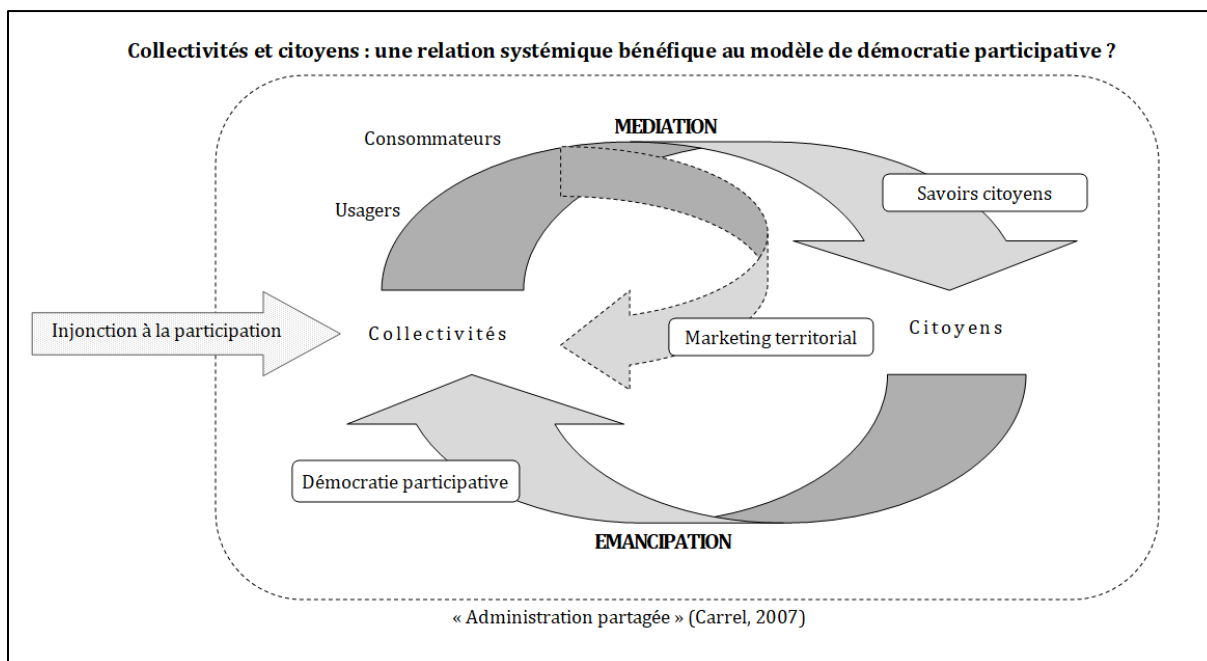 Collectivités et citoyens : une relation systémique bénéfique au modèle de démocratie participative ?
MEDIATION
Consommateurs
Savoirs citoyens
Usagers
Injonction à la participation
Collectivités
Marketing territorial
Citoyens
Démocratie participative
EMANCIPATION
« Administration partagée » (Carrel, 2007)